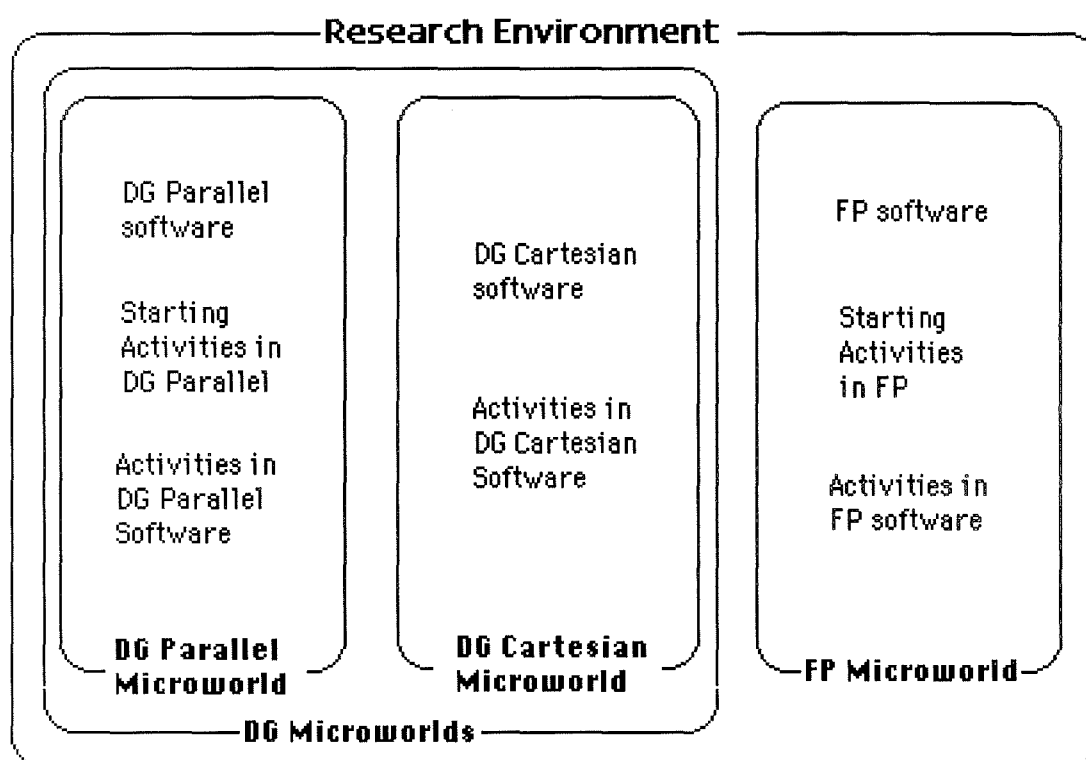 Research Environment
DG Parallel
software
Starting
Activities in
DG Parallel
Activities in
DG Parallel
Software
DG Parallel
Microworld
DG Cartesian
software
Activities in
DG Cartesian
Software
DG Cartesian
Microworld
DG Microworlds
FP software
Starting
Activities
in FP
Activities in
FP software
FP Microworld